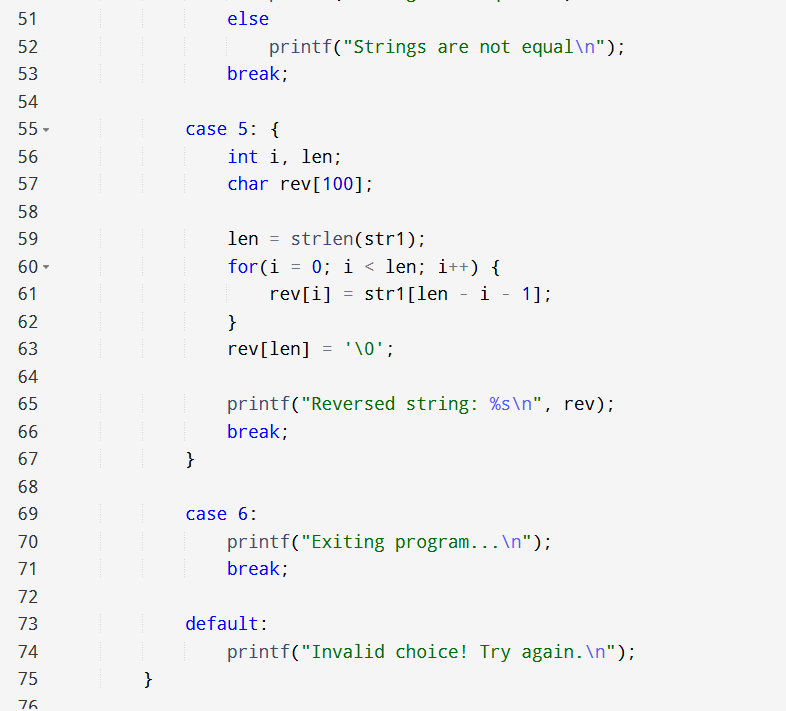 51 else
52 printf("Strings are not equal\n");
53 break;
54
55 case 5: {
56 int i, len;
57 char rev[100];
58
59 len = strlen(str1);
60 for(i = 0; i < len; i++) {
61 rev[i] = str1[len - i - 1];
62 }
63 rev[len] = '\0';
64
65 printf("Reversed string: %s\n", rev);
66 break;
67 }
68
69 case 6:
70 printf("Exiting program...\n");
71 break;
72
73 default:
74 printf("Invalid choice! Try again.\n");
75 }
76